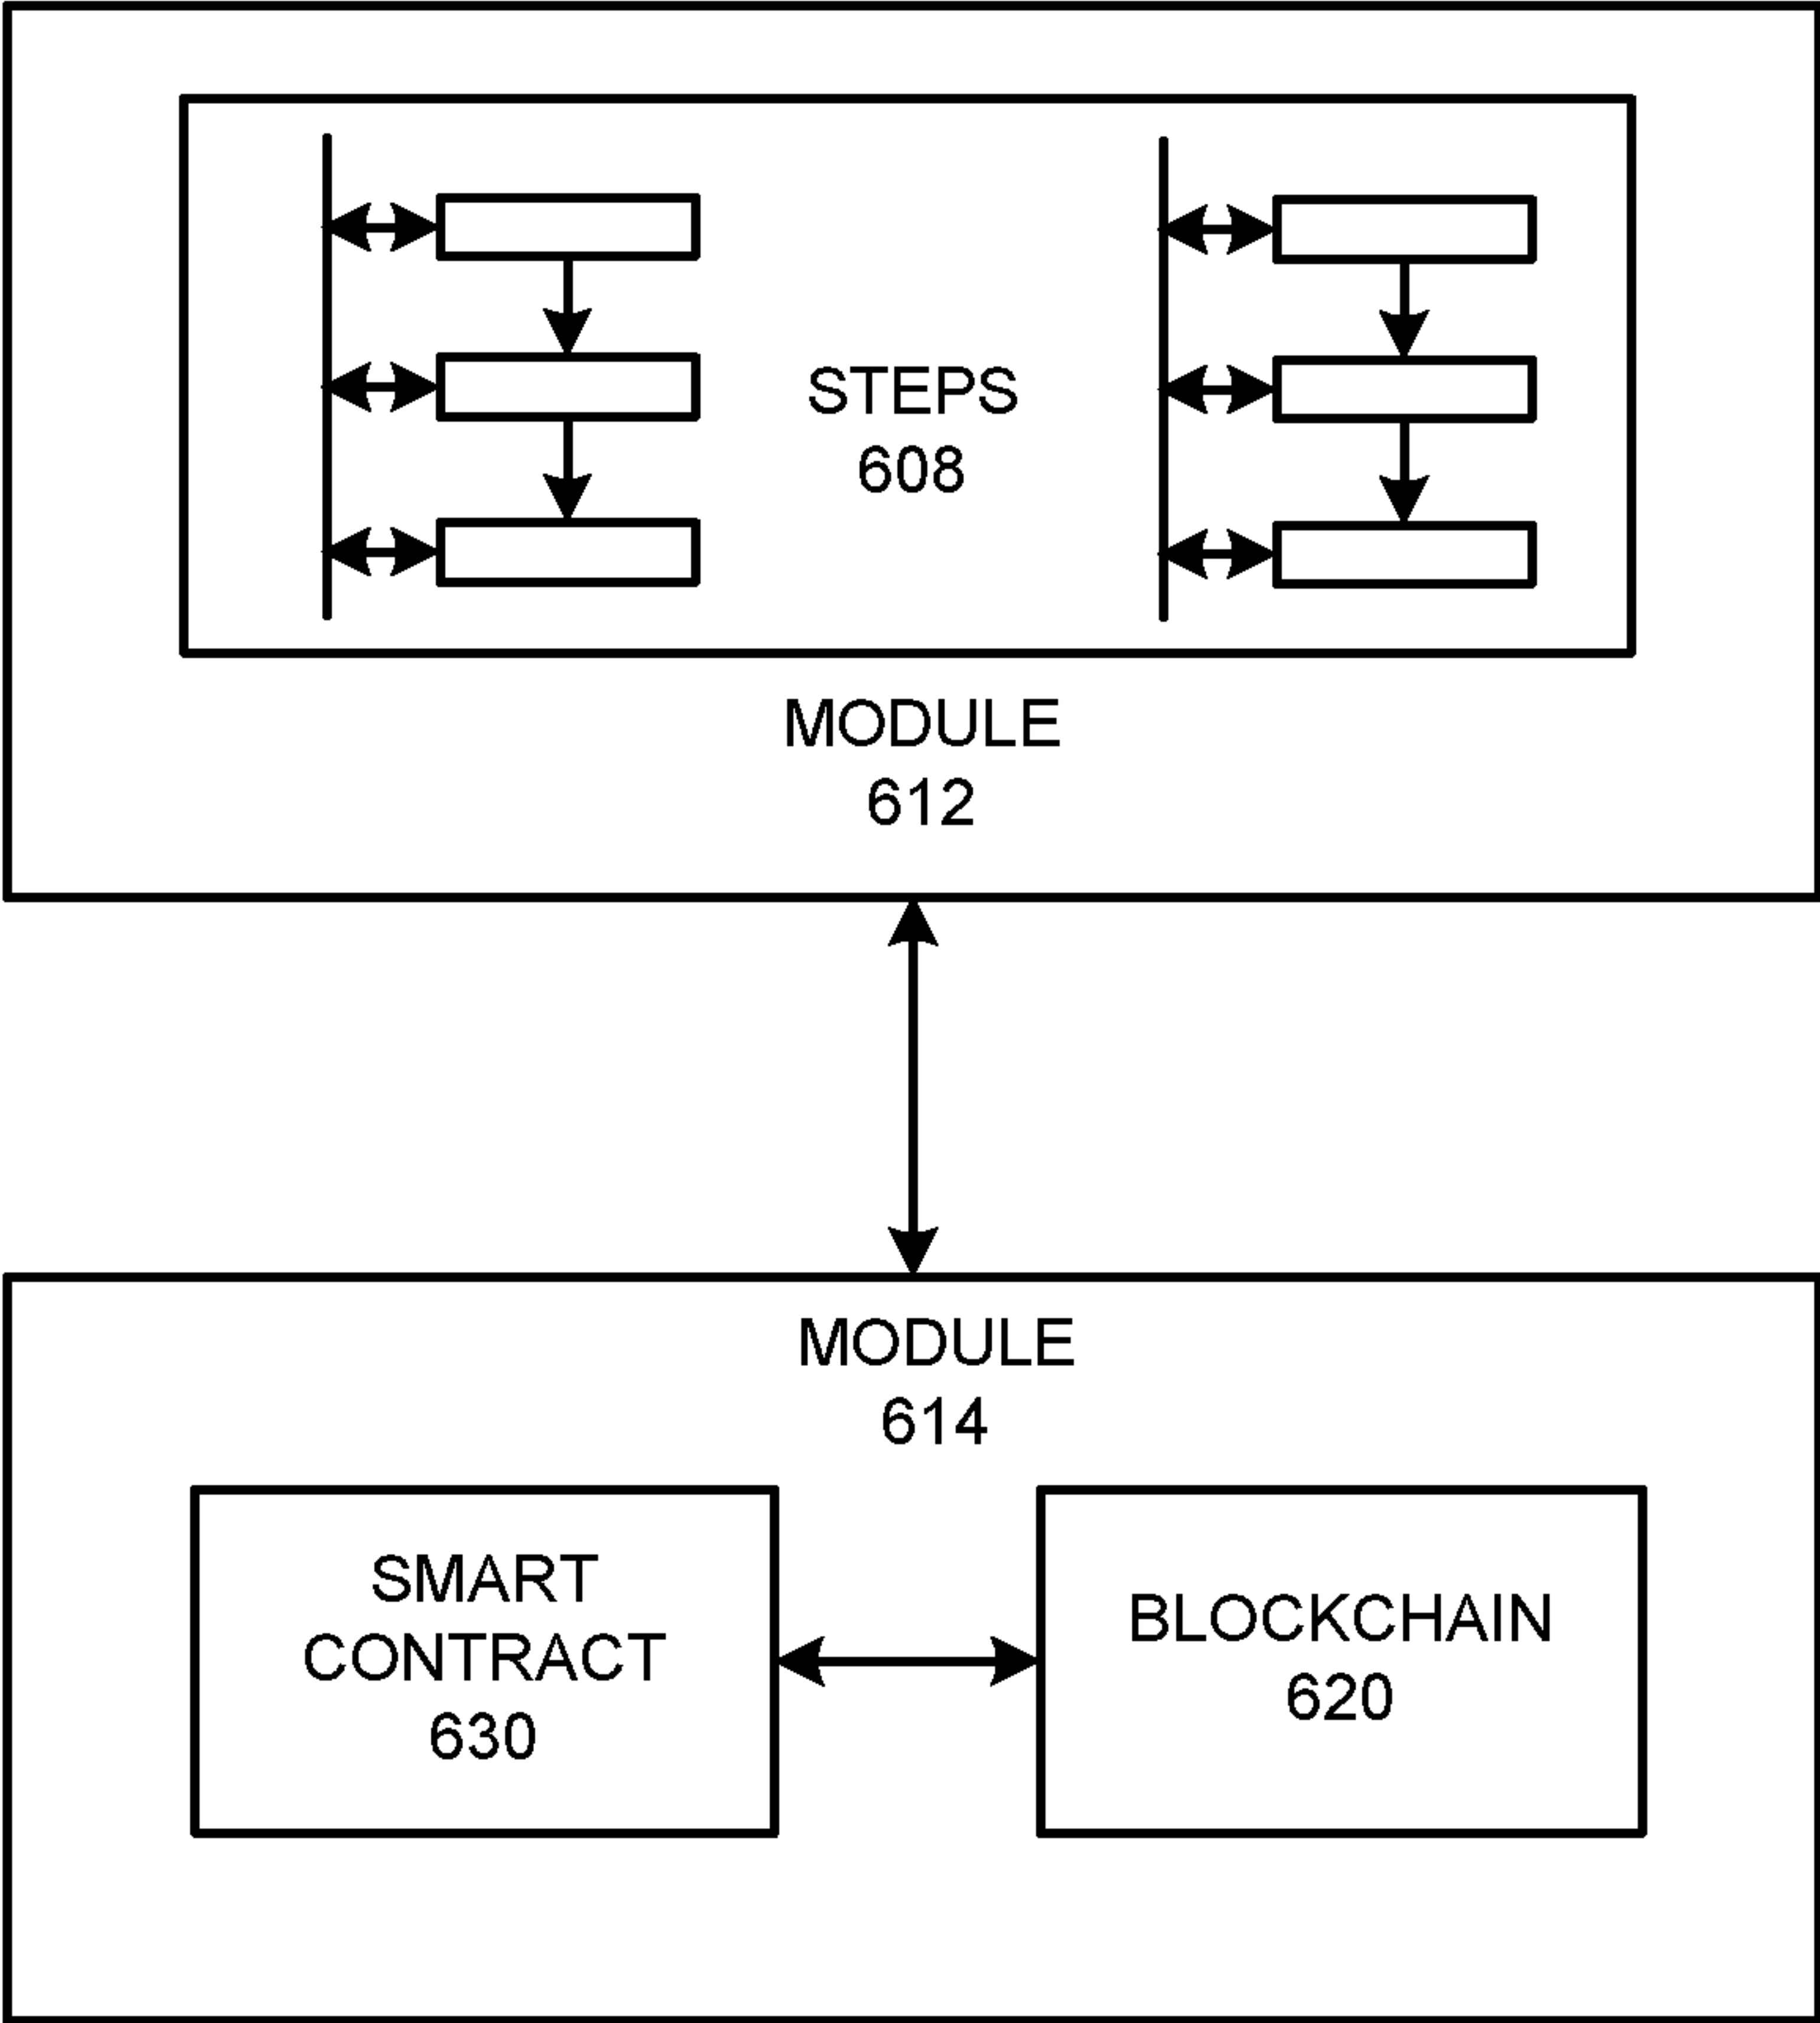 STEPS
608
MODULE
612
MODULE
614
SMART
CONTRACT
630
BLOCKCHAIN
620